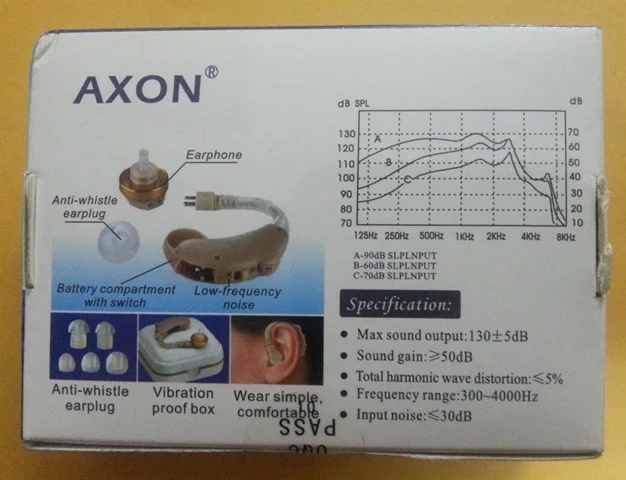 AXON®
Earphone
Anti-whistle
earplug
Battery compartment
with switch
Low-frequency
noise
Anti-whistle
earplug
Vibration
proof box
Wear simple,
comfortable
01
PASS
OQC
dB SPL
dB
130
120
110
100
90
80
70
70
60
50
40
30
20
10
A
B
C
125Hz 250Hz 500Hz 1KHz 2KHz 4KHz 8KHz
A-90dB SLPLNPUT
B-60dB SLPLNPUT
C-70dB SLPLNPUT
Specification:
• Max sound output:130±5dB
• Sound gain:≥50dB
• Total harmonic wave distortion:≤5%
• Frequency range:300~4000Hz
• Input noise:≤30dB